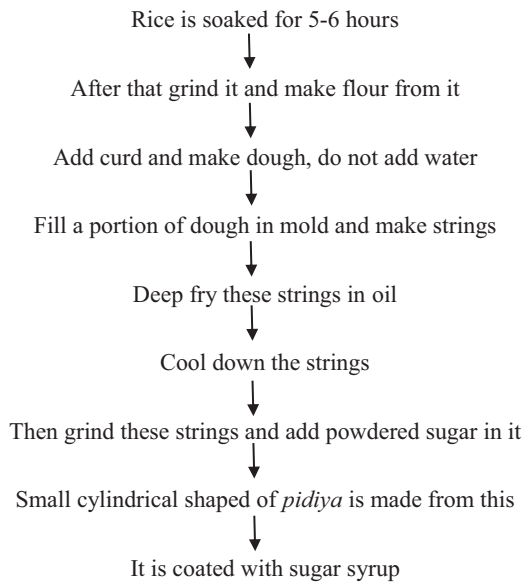 Rice is soaked for 5-6 hours
After that grind it and make flour from it
Add curd and make dough, do not add water
Fill a portion of dough in mold and make strings
Deep fry these strings in oil
Cool down the strings
Then grind these strings and add powdered sugar in it
Small cylindrical shaped of pidiya is made from this
It is coated with sugar syrup